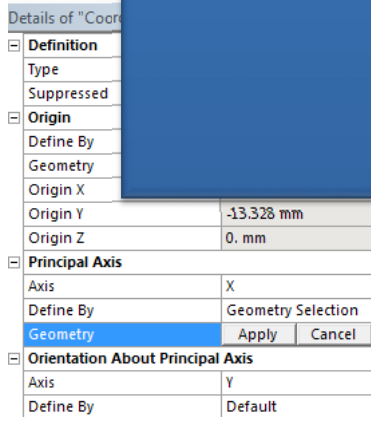 Details of "Coor
Definition
Type
Suppressed
Origin
Define By
Geometry
Origin X
Origin Y -13.328 mm
Origin Z 0. mm
Principal Axis
Axis X
Define By Geometry Selection
Geometry Apply Cancel
Orientation About Principal Axis
Axis Y
Define By Default